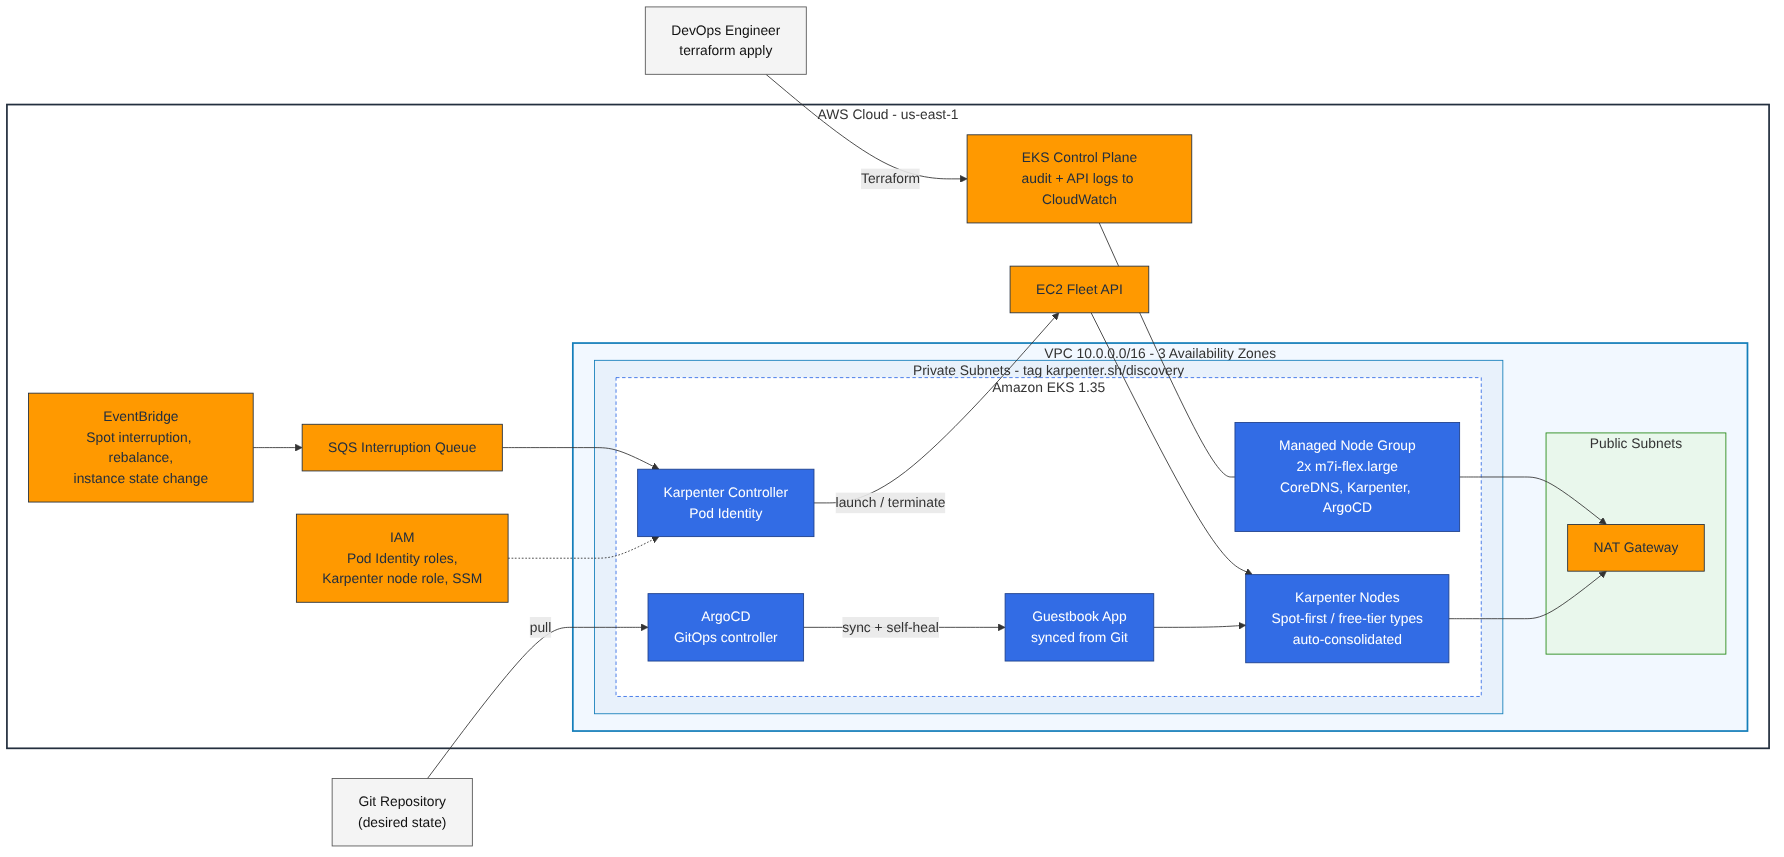 DevOps Engineer
terraform apply
AWS Cloud - us-east-1
Terraform
EKS Control Plane
audit + API logs to
CloudWatch
EC2 Fleet API
VPC 10.0.0.0/16 - 3 Availability Zones
Private Subnets - tag karpenter.sh/discovery
Amazon EKS 1.35
EventBridge
Spot interruption,
rebalance,
instance state change
SQS Interruption Queue
Karpenter Controller
Pod Identity
launch / terminate
Managed Node Group
2x m7i-flex.large
CoreDNS, Karpenter,
ArgoCD
Public Subnets
NAT Gateway
IAM
Pod Identity roles,
Karpenter node role, SSM
pull
ArgoCD
GitOps controller
sync + self-heal
Guestbook App
synced from Git
Karpenter Nodes
Spot-first / free-tier types
auto-consolidated
Git Repository
(desired state)